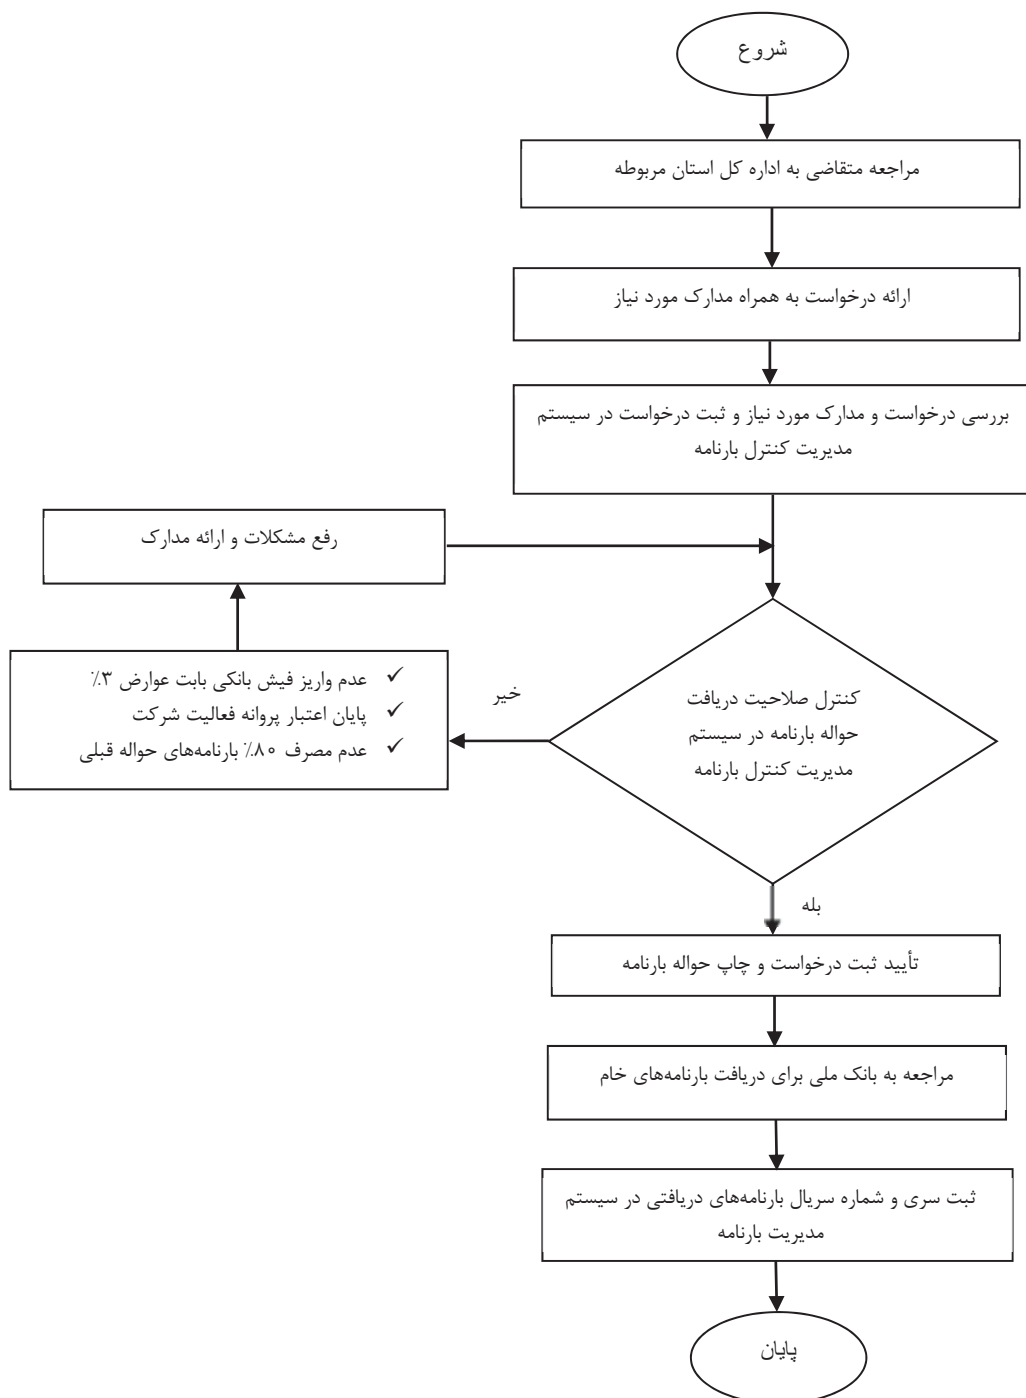 شروع
مراجعه متقاضی به اداره کل استان مربوطه
ارائه درخواست به همراه مدارک مورد نیاز
بررسی درخواست و مدارک مورد نیاز و ثبت درخواست در سیستم
مدیریت کنترل بارنامه
رفع مشکلات و ارائه مدارک
✓ عدم واریز فیش بانکی بابت عوارض ۳٪
✓ پایان اعتبار پروانه فعالیت شرکت
✓ عدم مصرف ۸۰٪ بارنامه‌های حواله قبلی
خیر
کنترل صلاحیت دریافت
حواله بارنامه در سیستم
مدیریت کنترل بارنامه
بله
تأیید ثبت درخواست و چاپ حواله بارنامه
مراجعه به بانک ملی برای دریافت بارنامه‌های خام
ثبت سری و شماره سریال بارنامه‌های دریافتی در سیستم
مدیریت بارنامه
پایان